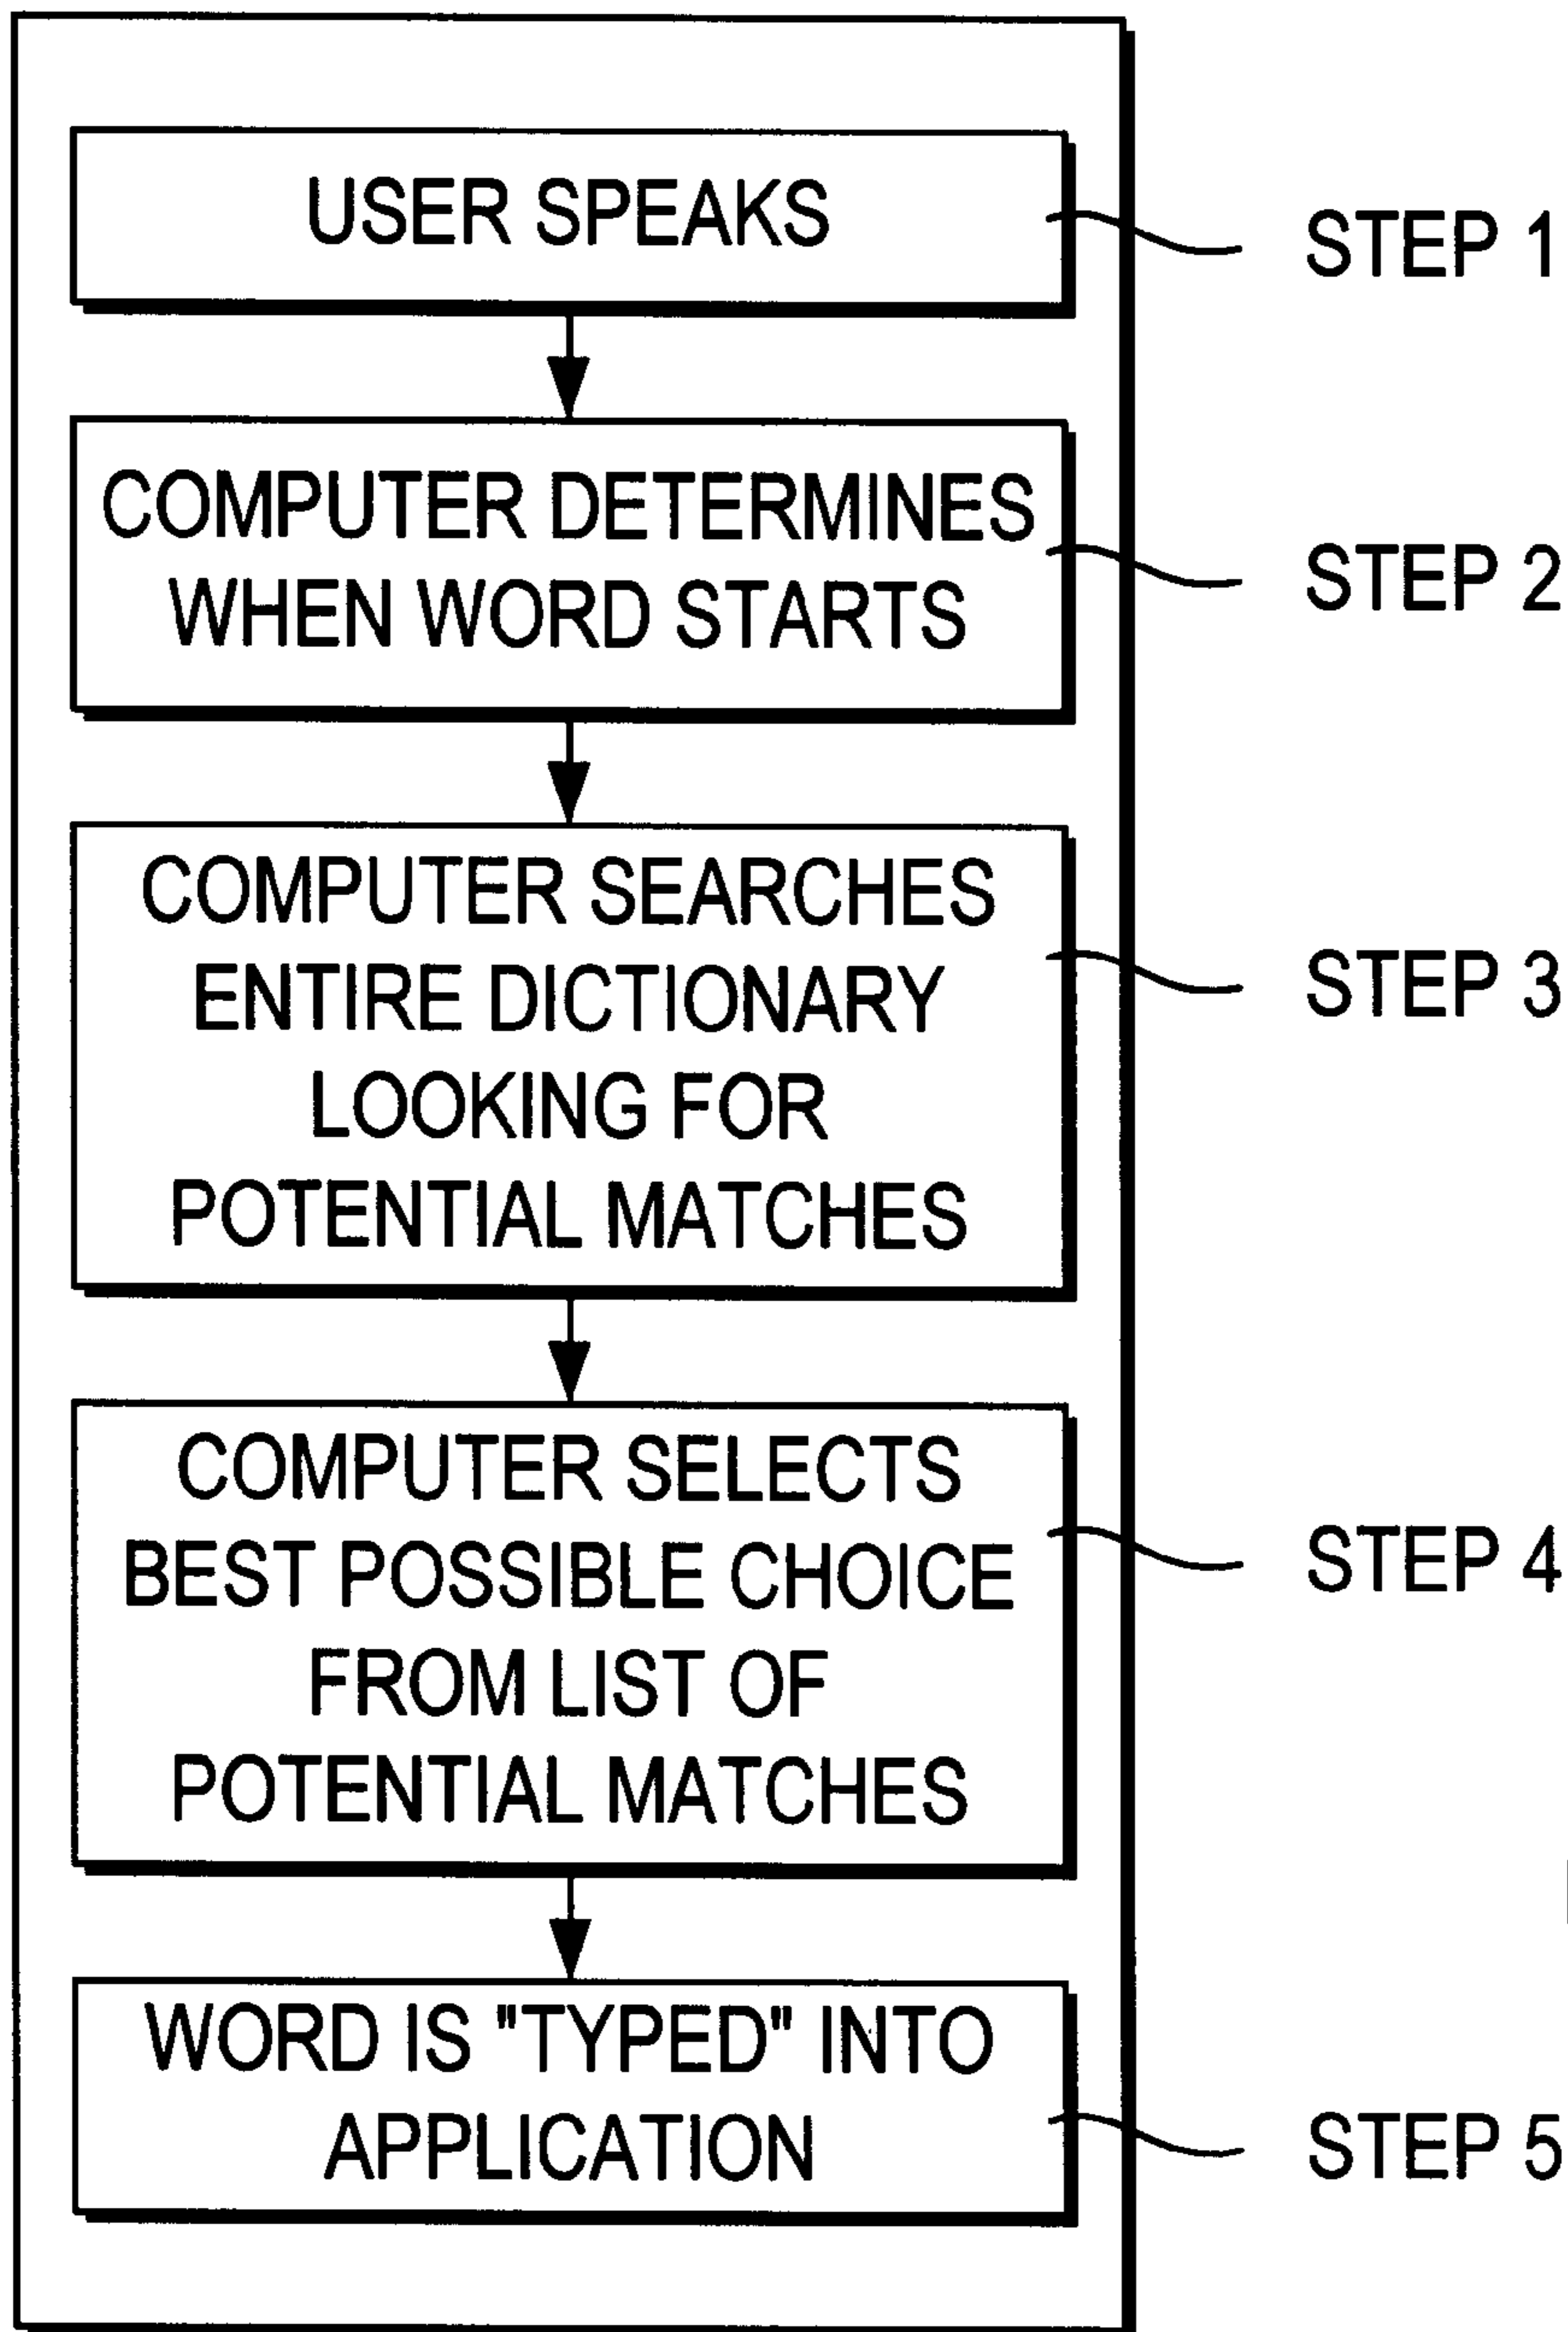 USER SPEAKS
STEP 1
COMPUTER DETERMINES
WHEN WORD STARTS
STEP 2
COMPUTER SEARCHES
ENTIRE DICTIONARY
LOOKING FOR
POTENTIAL MATCHES
STEP 3
COMPUTER SELECTS
BEST POSSIBLE CHOICE
FROM LIST OF
POTENTIAL MATCHES
STEP 4
WORD IS "TYPED" INTO
APPLICATION
STEP 5